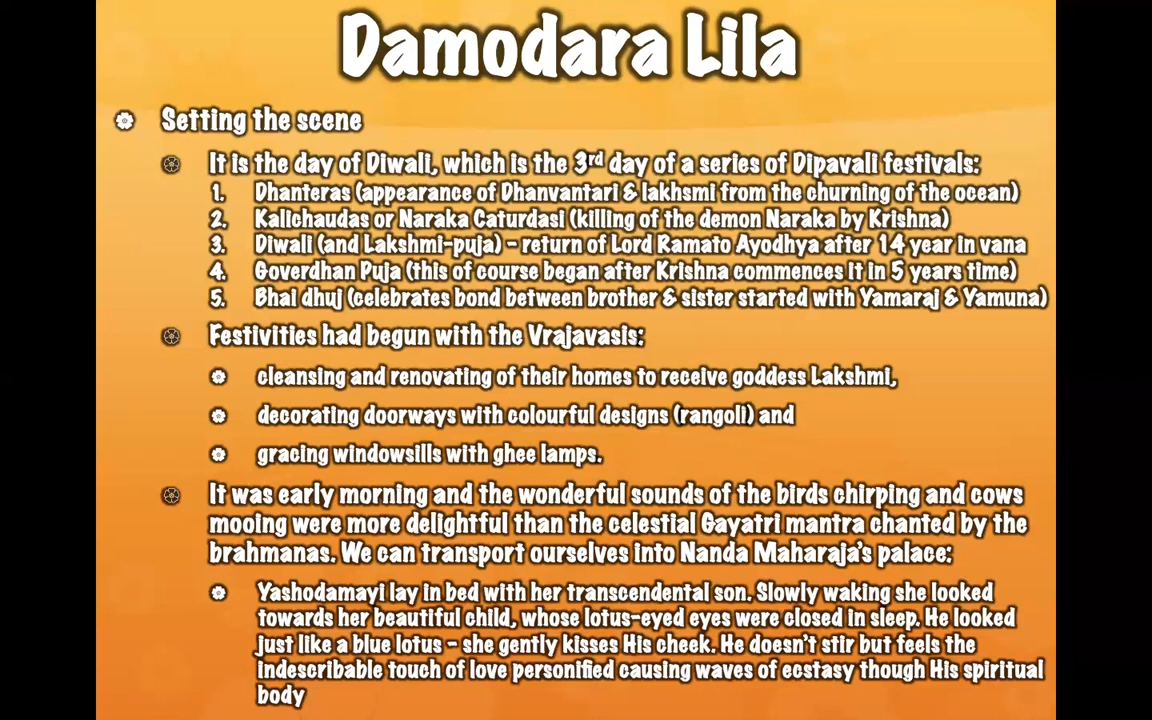 Damodara Lila
Setting the scene
It is the day of Diwali, which is the 3rd day of a series of Dipavali festivals:
1. Dhanteras (appearance of Dhanvantari & lakhsmi from the churning of the ocean)
2. Kalichaudas or Naraka Caturdasi (killing of the demon Naraka by Krishna)
3. Diwali (and Lakshmi-puja) - return of Lord Ramato Ayodhya after 14 year in vana
4. Goverdhan Puja (this of course began after Krishna commences it in 5 years time)
5. Bhai dhuj (celebrates bond between brother & sister started with Yamaraj & Yamuna)
Festivities had begun with the Vrajavasis:
cleansing and renovating of their homes to receive goddess Lakshmi,
decorating doorways with colourful designs (rangoli) and
gracing windowsills with ghee lamps.
It was early morning and the wonderful sounds of the birds chirping and cows
mooing were more delightful than the celestial Gayatri mantra chanted by the
brahmanas. We can transport ourselves into Nanda Maharaja's palace:
Yashodamayi lay in bed with her transcendental son. Slowly waking she looked
towards her beautiful child, whose lotus-eyed eyes were closed in sleep. He looked
just like a blue lotus - she gently kisses His cheek. He doesn't stir but feels the
indescribable touch of love personified causing waves of ecstasy though His spiritual
body